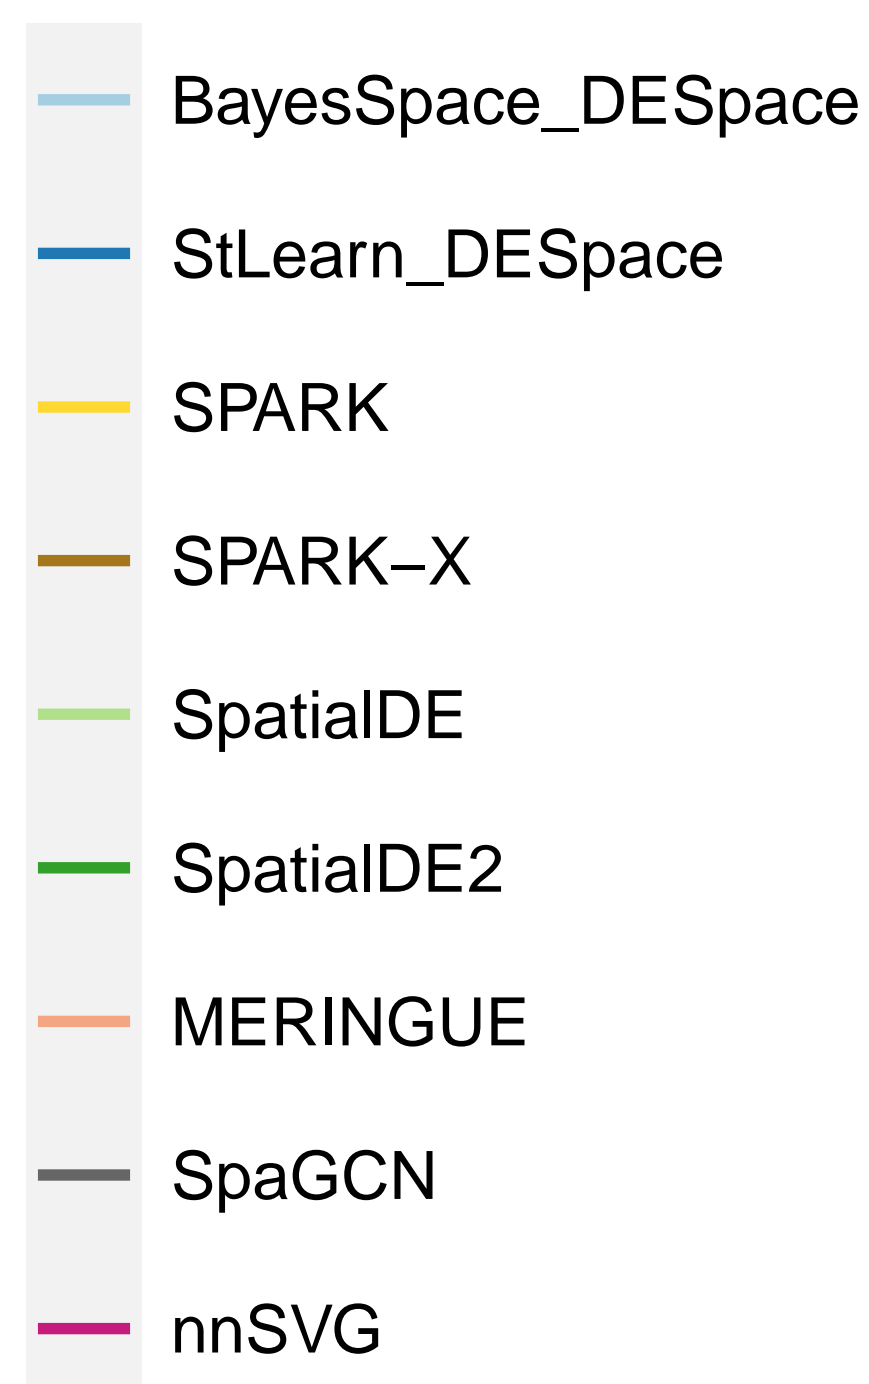 BayesSpace_DESpace
StLearn_DESpace
SPARK
SPARK−X
SpatialDE
SpatialDE2
MERINGUE
SpaGCN
nnSVG